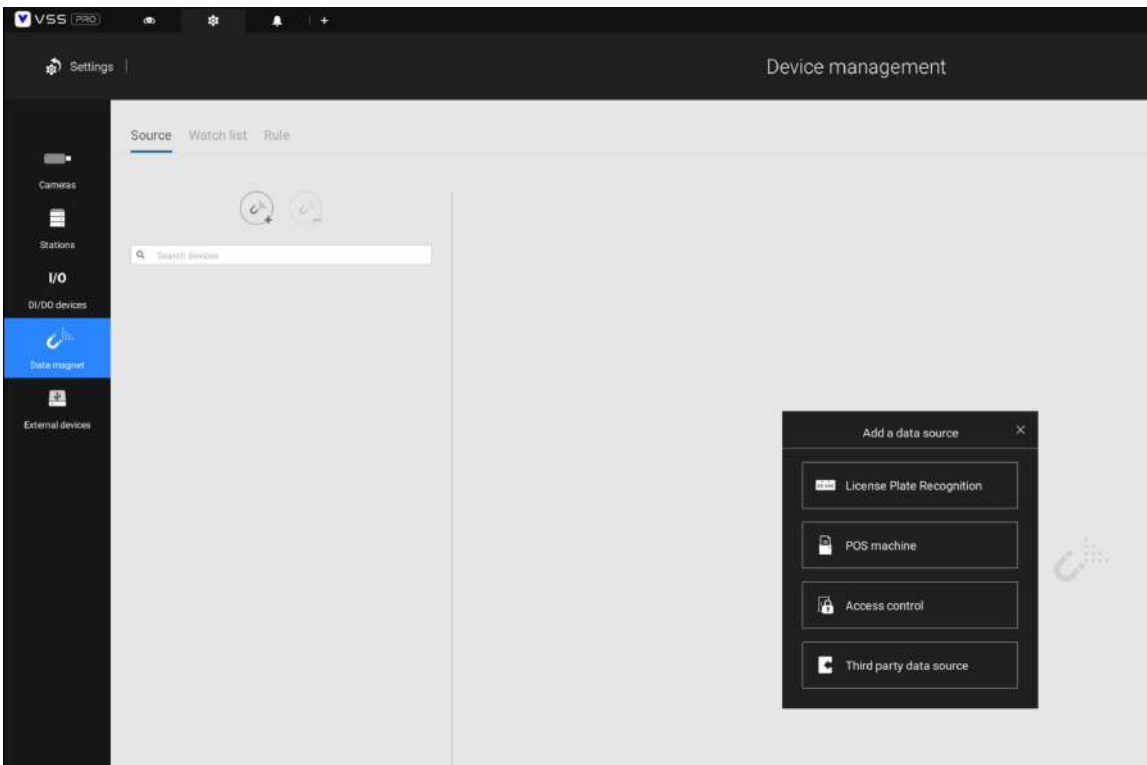 VSS PRO
Settings
Device management
Source Watch list Rule
Cameras
Stations
Search devices
I/O
DI/DO devices
Data magnet
External devices
Add a data source
License Plate Recognition
POS machine
Access control
Third party data source